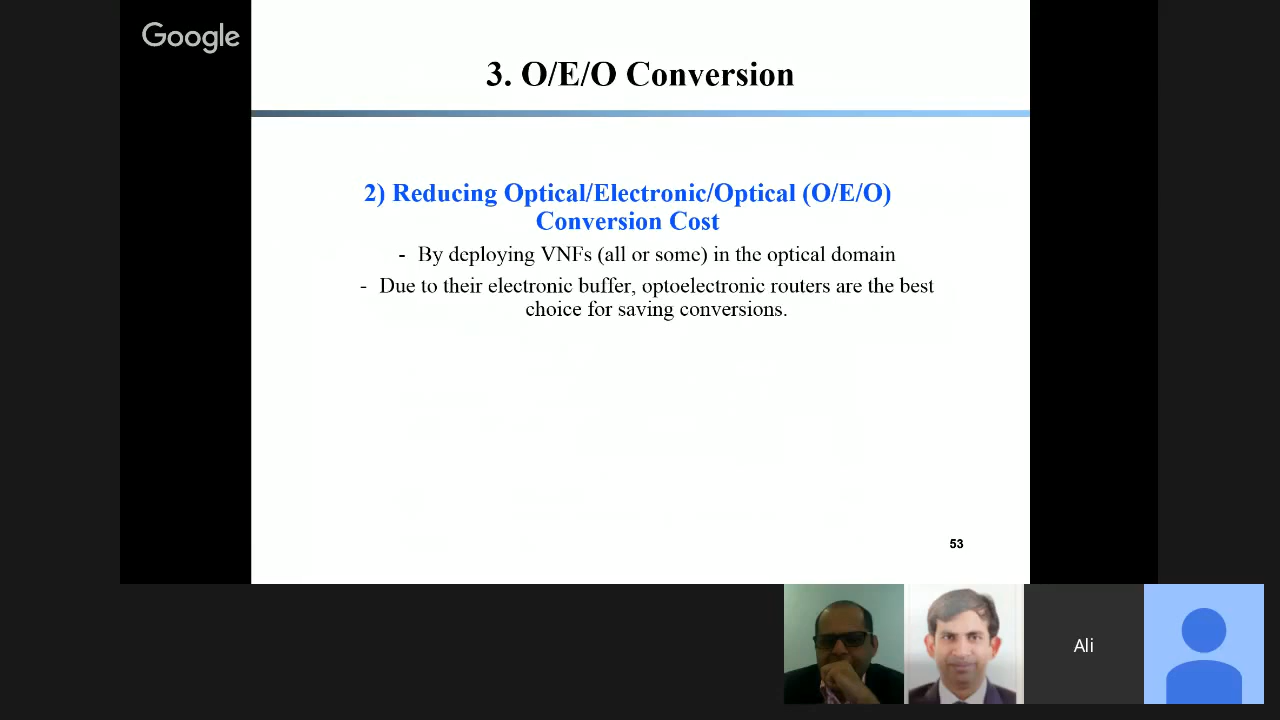 Google
3. O/E/O Conversion
2) Reducing Optical/Electronic/Optical (O/E/O)
Conversion Cost
- By deploying VNFs (all or some) in the optical domain
- Due to their electronic buffer, optoelectronic routers are the best
choice for saving conversions.
53
Ali